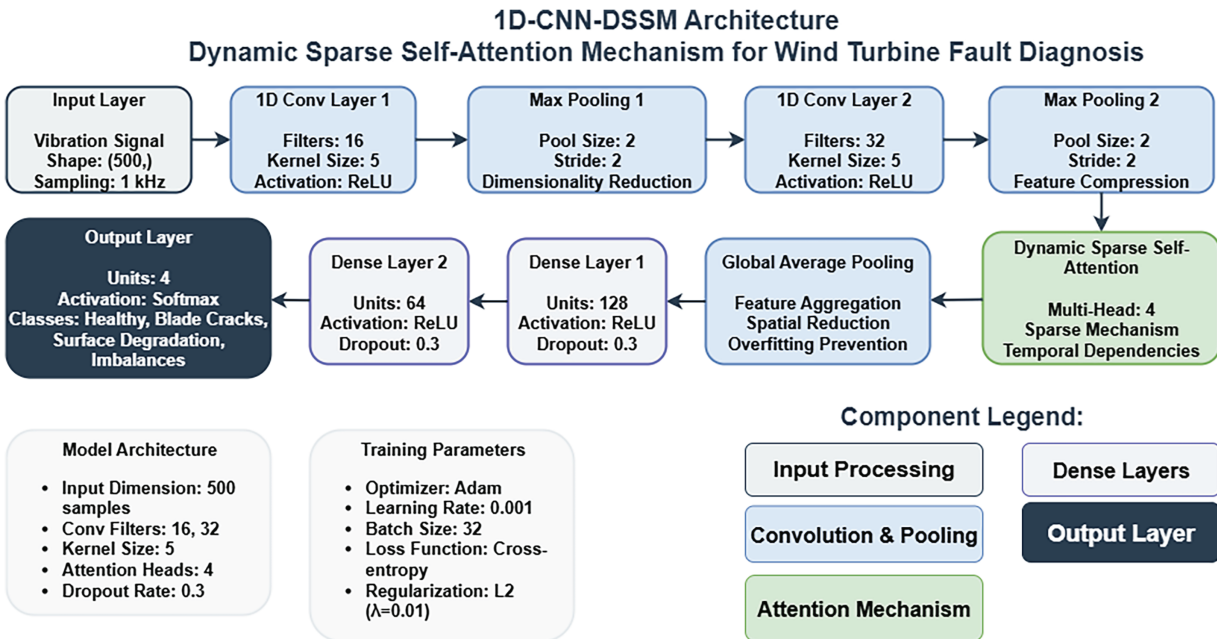 1D-CNN-DSSM Architecture
Dynamic Sparse Self-Attention Mechanism for Wind Turbine Fault Diagnosis
Input Layer
Vibration Signal
Shape: (500,)
Sampling: 1 kHz
1D Conv Layer 1
Filters: 16
Kernel Size: 5
Activation: ReLU
Max Pooling 1
Pool Size: 2
Stride: 2
Dimensionality Reduction
1D Conv Layer 2
Filters: 32
Kernel Size: 5
Activation: ReLU
Max Pooling 2
Pool Size: 2
Stride: 2
Feature Compression
Dynamic Sparse Self-
Attention
Multi-Head: 4
Sparse Mechanism
Temporal Dependencies
Global Average Pooling
Feature Aggregation
Spatial Reduction
Overfitting Prevention
Dense Layer 1
Units: 128
Activation: ReLU
Dropout: 0.3
Dense Layer 2
Units: 64
Activation: ReLU
Dropout: 0.3
Output Layer
Units: 4
Activation: Softmax
Classes: Healthy, Blade Cracks,
Surface Degradation,
Imbalances
Model Architecture
• Input Dimension: 500
samples
• Conv Filters: 16, 32
• Kernel Size: 5
• Attention Heads: 4
• Dropout Rate: 0.3
Training Parameters
• Optimizer: Adam
• Learning Rate: 0.001
• Batch Size: 32
• Loss Function: Cross-
entropy
• Regularization: L2
(λ=0.01)
Component Legend:
Input Processing
Dense Layers
Convolution & Pooling
Output Layer
Attention Mechanism